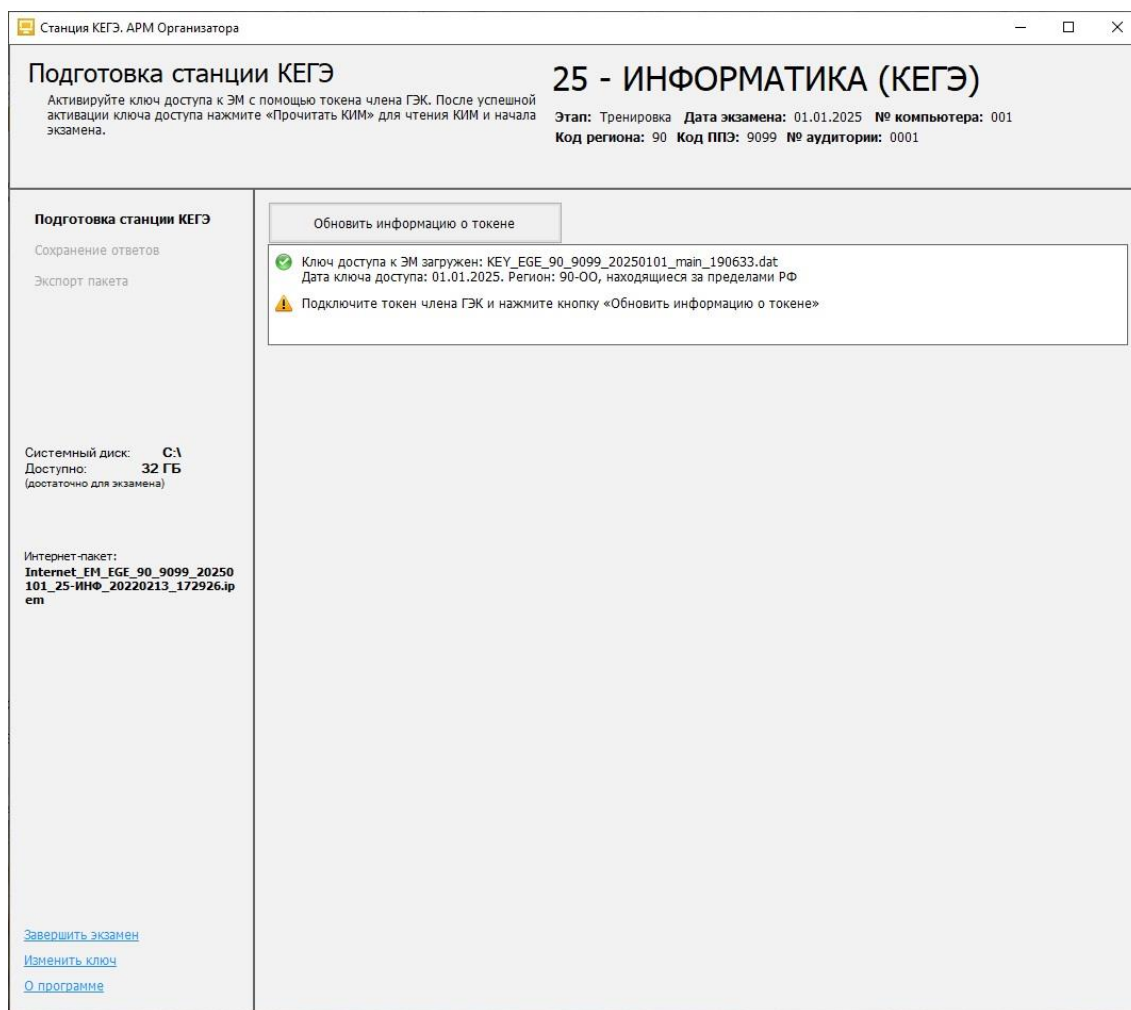 Станция КЕГЭ. АРМ Организатора
Подготовка станции КЕГЭ
Активируйте ключ доступа к ЭМ с помощью токена члена ГЭК. После успешной
активации ключа доступа нажмите «Прочитать КИМ» для чтения КИМ и начала
экзамена.
25 - ИНФОРМАТИКА (КЕГЭ)
Этап: Тренировка Дата экзамена: 01.01.2025 № компьютера: 001
Код региона: 90 Код ППЭ: 9099 № аудитории: 0001
Подготовка станции КЕГЭ
Сохранение ответов
Экспорт пакета
Обновить информацию о токене
Ключ доступа к ЭМ загружен: KEY_EGE_90_9099_20250101_main_190633.dat
Дата ключа доступа: 01.01.2025. Регион: 90-ОО, находящиеся за пределами РФ
Подключите токен члена ГЭК и нажмите кнопку «Обновить информацию о токене»
Системный диск: C:\
Доступно: 32 ГБ
(достаточно для экзамена)
Интернет-пакет:
Internet_EM_EGE_90_9099_20250
101_25-ИНФ_20220213_172926.ip
em
Завершить экзамен
Изменить ключ
О программе